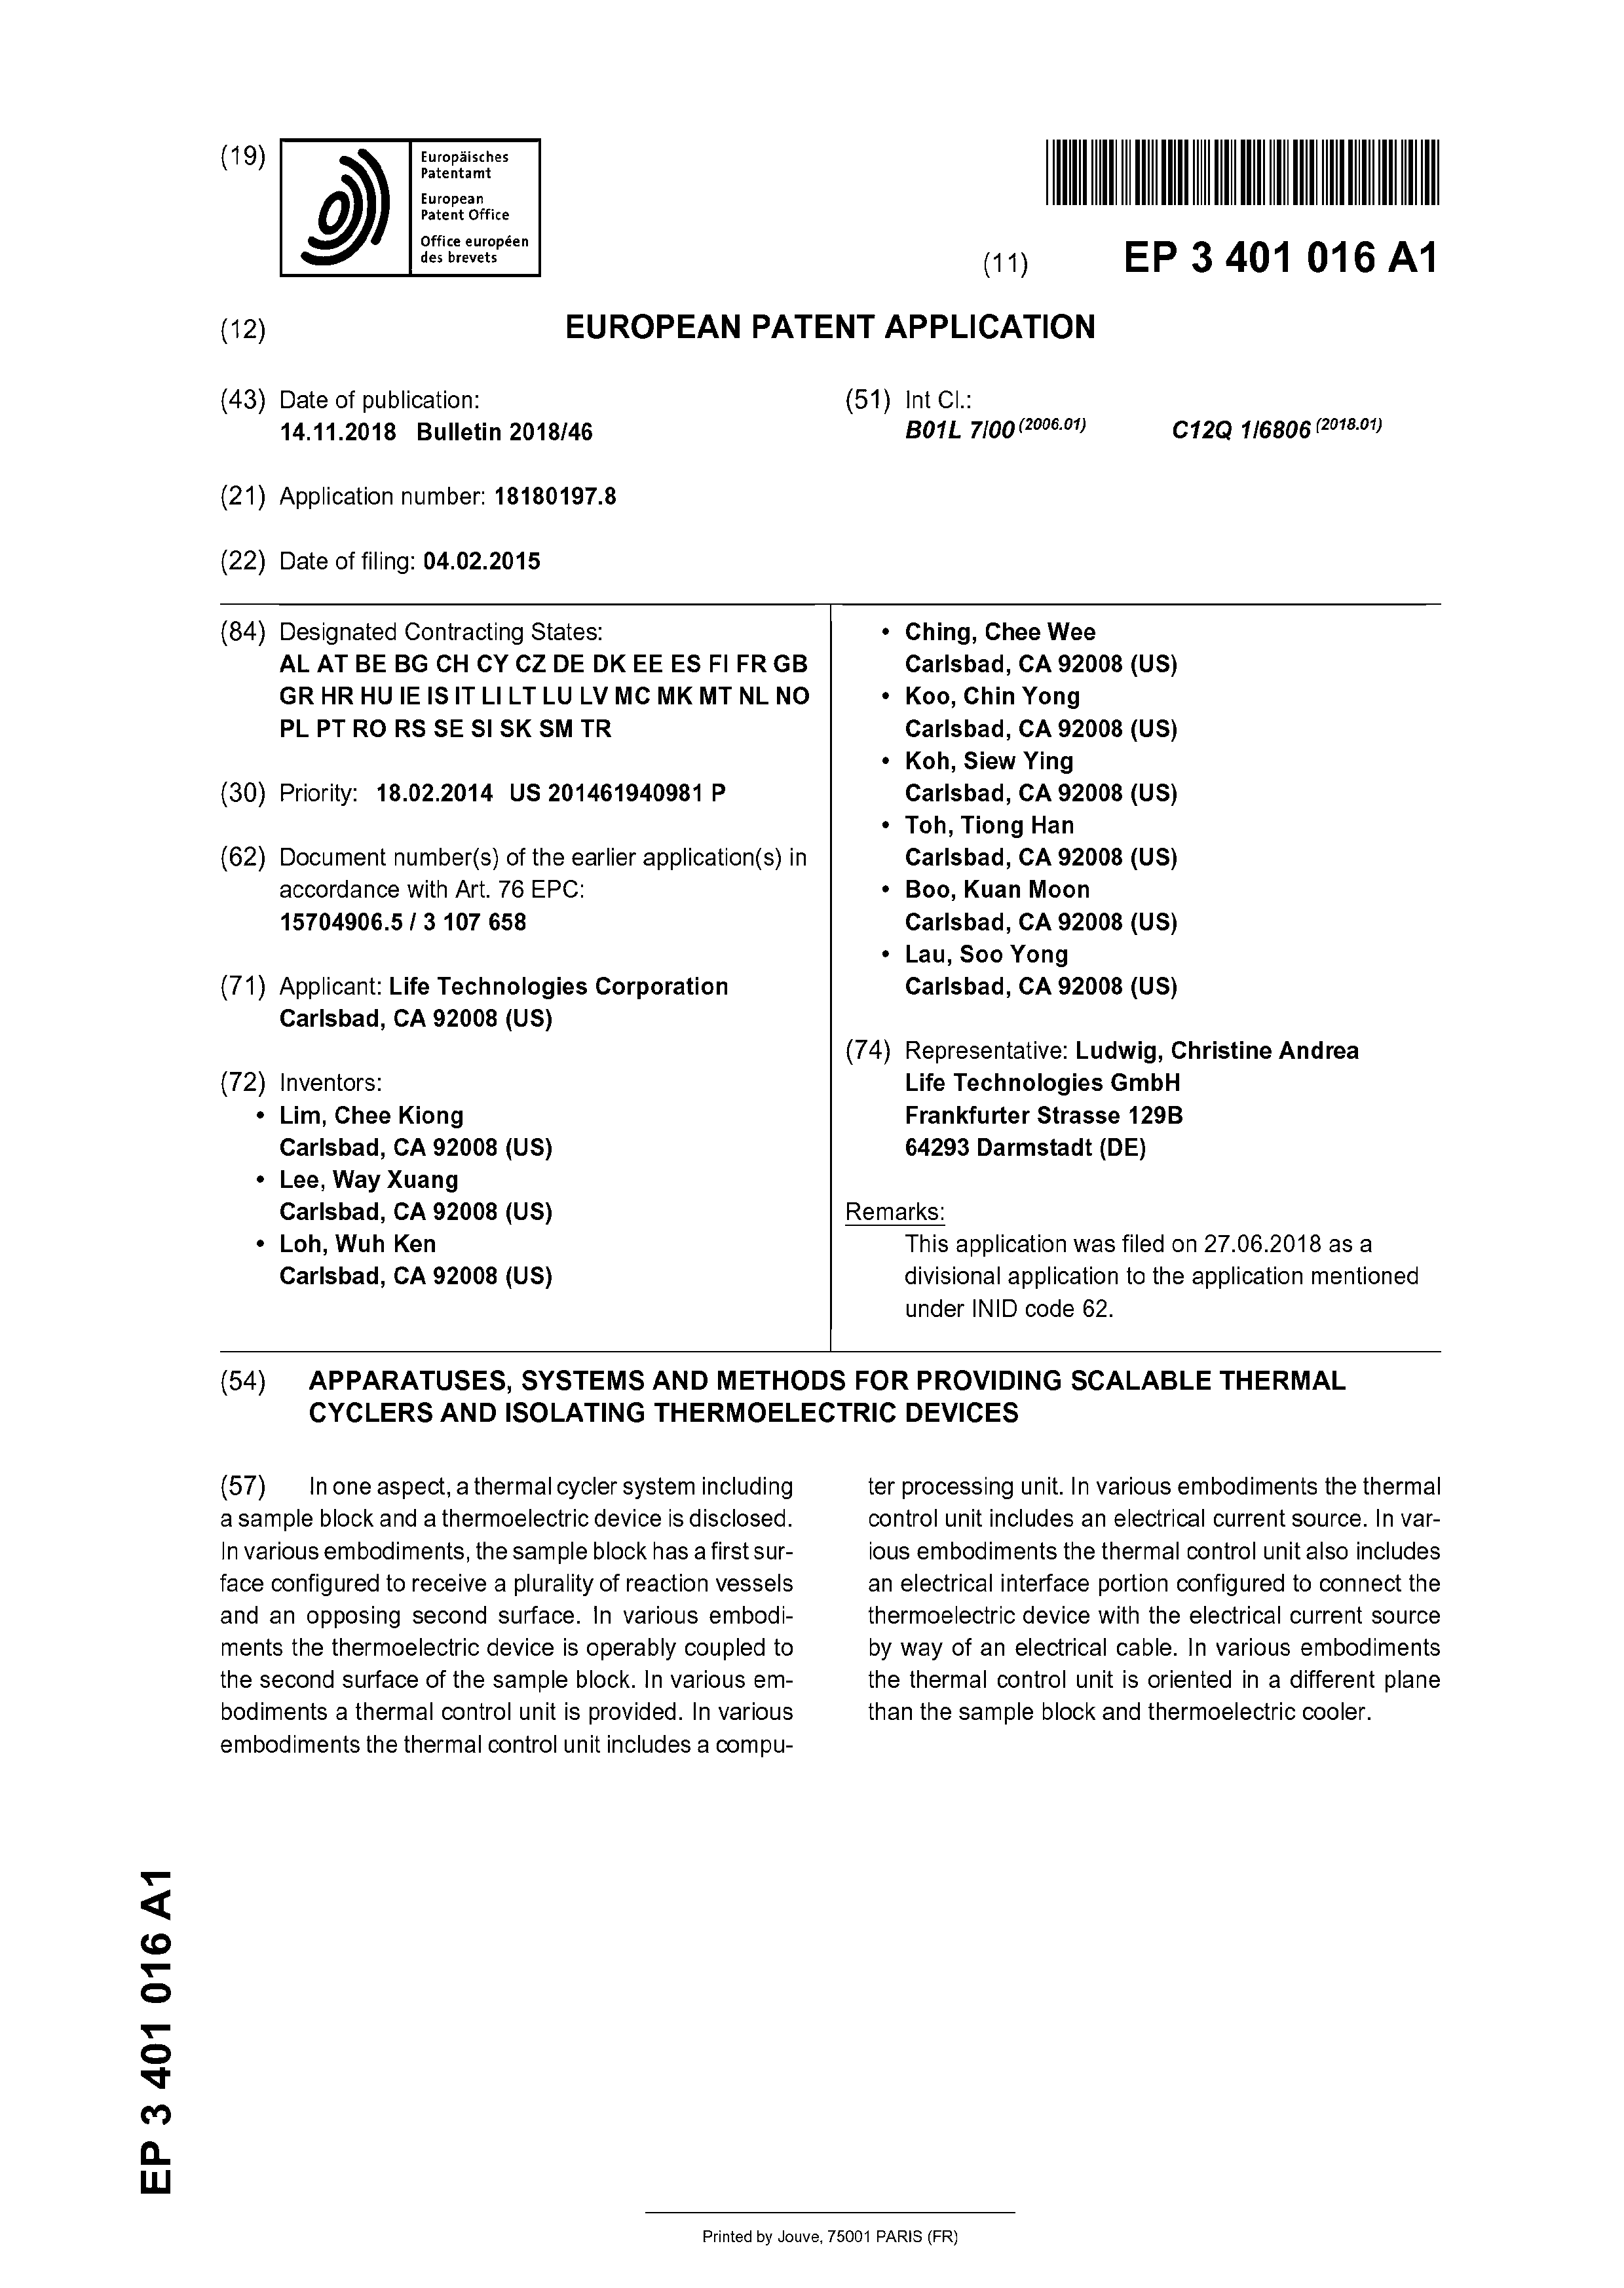 (19)
Europäisches
Patentamt
European
Patent Office
Office européen
des brevets
(11) EP 3 401 016 A1
(12) EUROPEAN PATENT APPLICATION
(43) Date of publication:
14.11.2018 Bulletin 2018/46
(51) Int Cl.:
B01L 7/00 (2006.01) C12Q 1/6806 (2018.01)
(21) Application number: 18180197.8
(22) Date of filing: 04.02.2015
(84) Designated Contracting States:
AL AT BE BG CH CY CZ DE DK EE ES FI FR GB
GR HR HU IE IS IT LI LT LU LV MC MK MT NL NO
PL PT RO RS SE SI SK SM TR
(30) Priority: 18.02.2014 US 201461940981 P
(62) Document number(s) of the earlier application(s) in
accordance with Art. 76 EPC:
15704906.5 / 3 107 658
(71) Applicant: Life Technologies Corporation
Carlsbad, CA 92008 (US)
(72) Inventors:
• Lim, Chee Kiong
Carlsbad, CA 92008 (US)
• Lee, Way Xuang
Carlsbad, CA 92008 (US)
• Loh, Wuh Ken
Carlsbad, CA 92008 (US)
• Ching, Chee Wee
Carlsbad, CA 92008 (US)
• Koo, Chin Yong
Carlsbad, CA 92008 (US)
• Koh, Siew Ying
Carlsbad, CA 92008 (US)
• Toh, Tiong Han
Carlsbad, CA 92008 (US)
• Boo, Kuan Moon
Carlsbad, CA 92008 (US)
• Lau, Soo Yong
Carlsbad, CA 92008 (US)
(74) Representative: Ludwig, Christine Andrea
Life Technologies GmbH
Frankfurter Strasse 129B
64293 Darmstadt (DE)
Remarks:
This application was filed on 27.06.2018 as a
divisional application to the application mentioned
under INID code 62.
(54) APPARATUSES, SYSTEMS AND METHODS FOR PROVIDING SCALABLE THERMAL
CYCLERS AND ISOLATING THERMOELECTRIC DEVICES
(57) In one aspect, a thermal cycler system including
a sample block and a thermoelectric device is disclosed.
In various embodiments, the sample block has a first sur-
face configured to receive a plurality of reaction vessels
and an opposing second surface. In various embodi-
ments the thermoelectric device is operably coupled to
the second surface of the sample block. In various em-
bodiments a thermal control unit is provided. In various
embodiments the thermal control unit includes a compu-
ter processing unit. In various embodiments the thermal
control unit includes an electrical current source. In var-
ious embodiments the thermal control unit also includes
an electrical interface portion configured to connect the
thermoelectric device with the electrical current source
by way of an electrical cable. In various embodiments
the thermal control unit is oriented in a different plane
than the sample block and thermoelectric cooler.
EP 3 401 016 A1
Printed by Jouve, 75001 PARIS (FR)